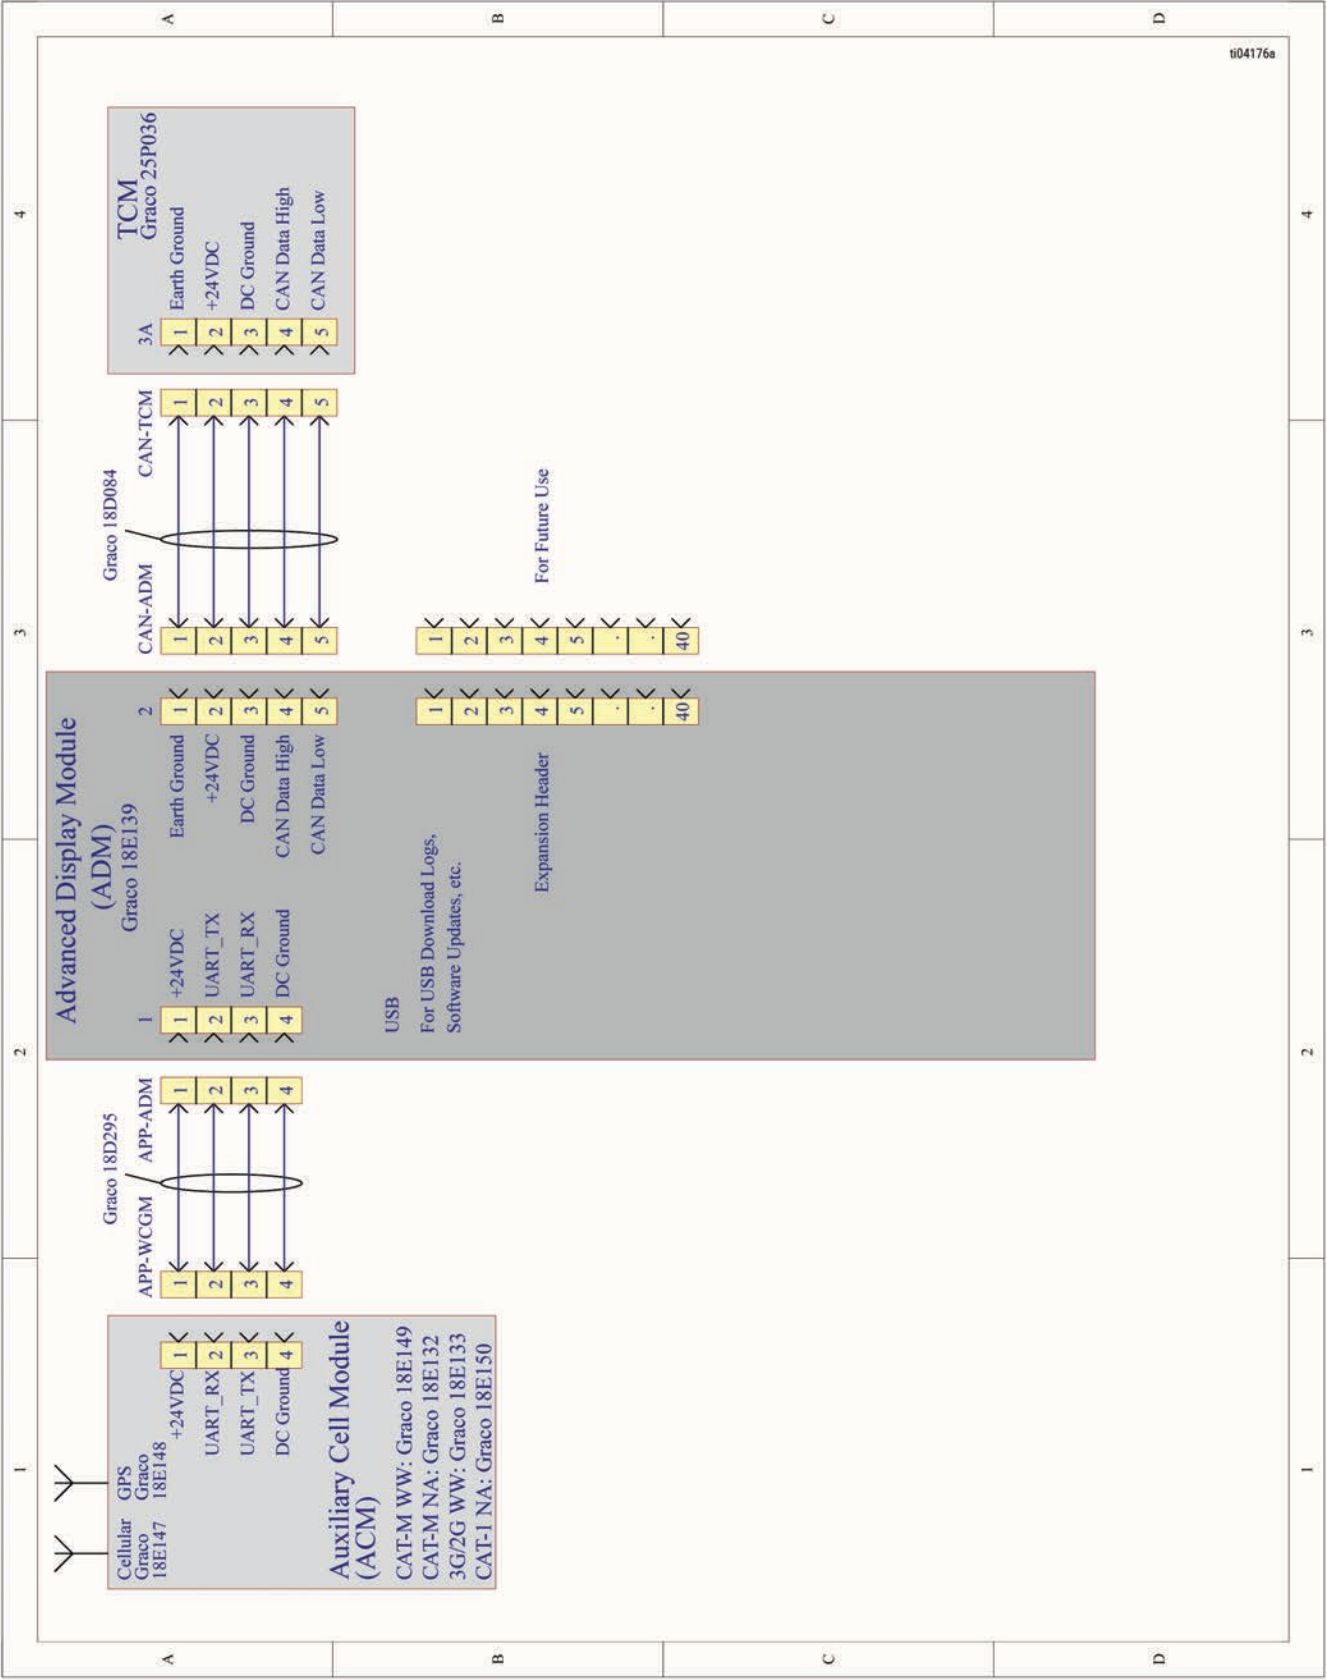 1
2
3
4
A
B
C
D
Cellular
Graco
18E147
GPS
Graco
18E148
+24VDC 1
UART_RX 2
UART_TX 3
DC Ground 4
Auxiliary Cell Module
(ACM)
CAT-M WW: Graco 18E149
CAT-M NA: Graco 18E132
3G/2G WW: Graco 18E133
CAT-1 NA: Graco 18E150
Graco 18D295
APP-WCGM
1
2
3
4
APP-ADM
1
2
3
4
Advanced Display Module
(ADM)
Graco 18E139
1
1 +24VDC
2 UART_TX
3 UART_RX
4 DC Ground
USB
For USB Download Logs,
Software Updates, etc.
2
Earth Ground 1
+24VDC 2
DC Ground 3
CAN Data High 4
CAN Data Low 5
Expansion Header
1
2
3
4
5
.
.
40
1
2
3
4
5
.
.
40
For Future Use
Graco 18D084
CAN-ADM
1
2
3
4
5
CAN-TCM
1
2
3
4
5
TCM
Graco 25P036
3A
1 Earth Ground
2 +24VDC
3 DC Ground
4 CAN Data High
5 CAN Data Low
A
B
C
D
1
2
3
4
ti04176a